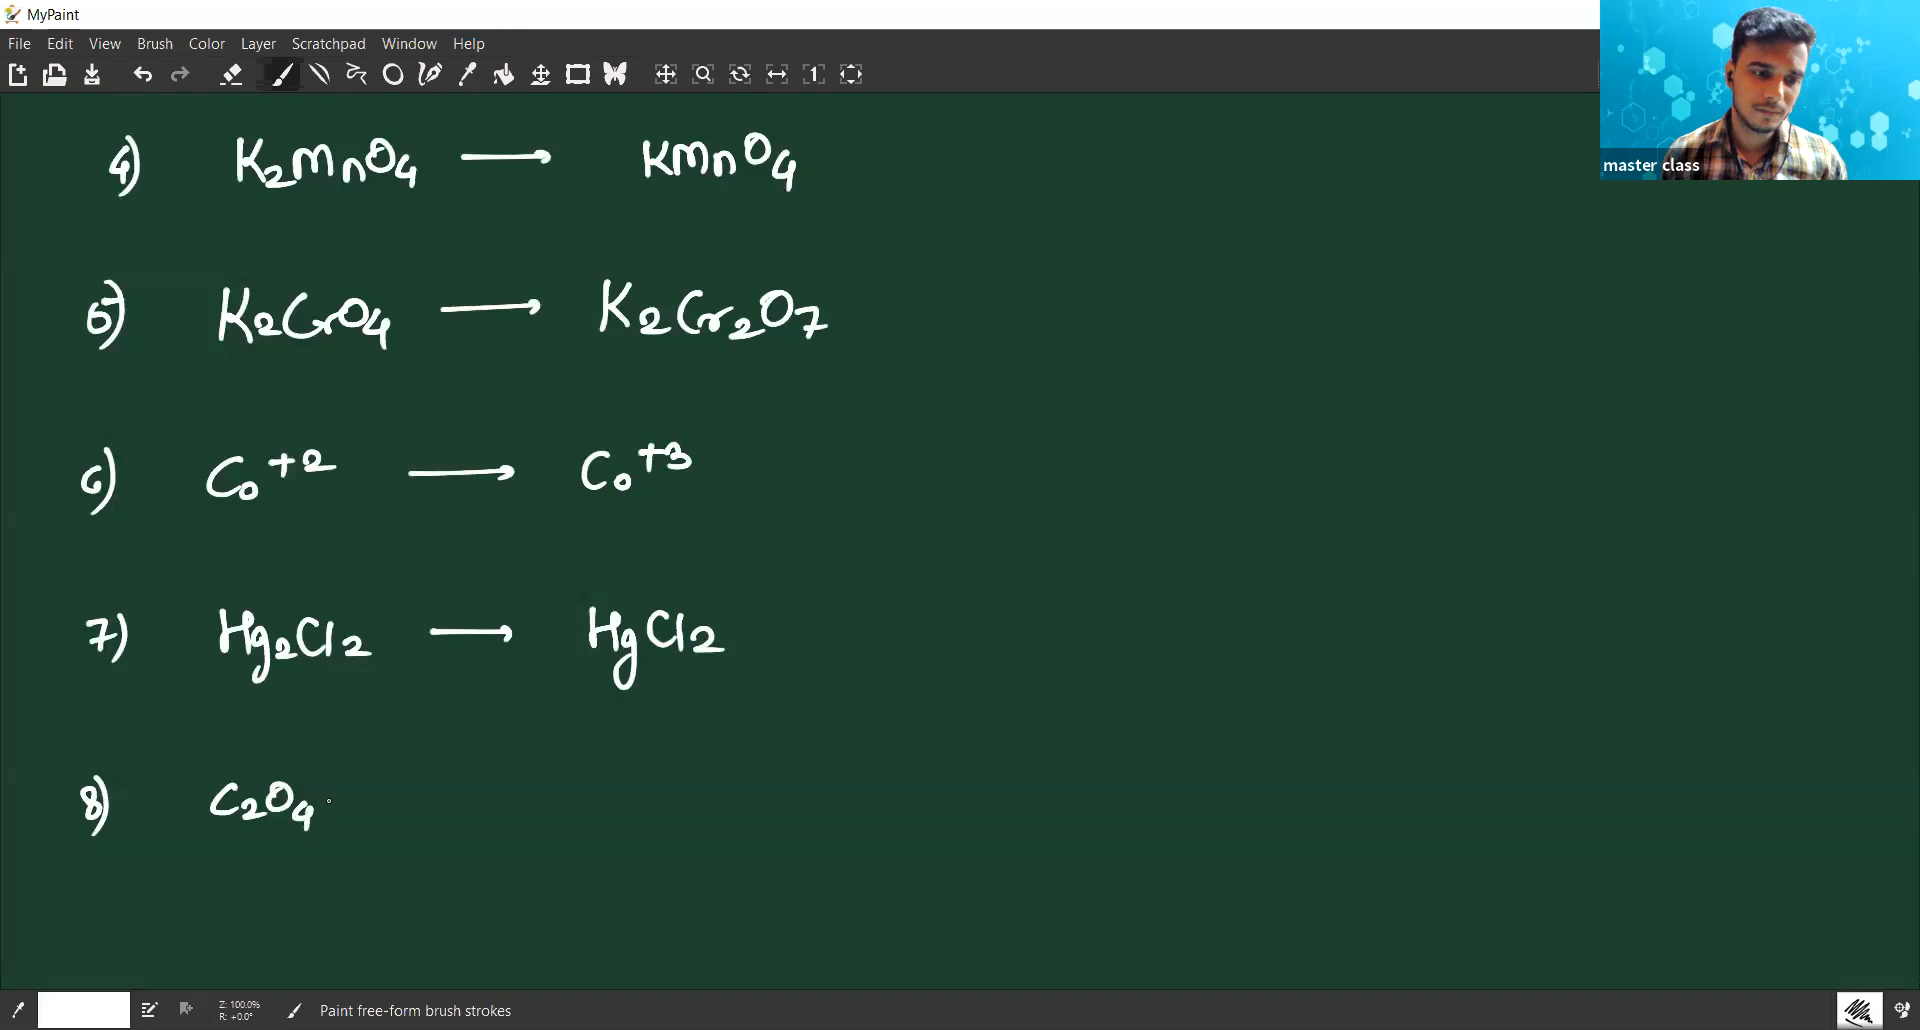 MyPaint
File Edit View Brush Color Layer Scratchpad Window Help
1
master class
4) K₂MnO₄ → KMnO₄
5) K₂CrO₄ → K₂Cr₂O₇
6) Co⁺² → Co⁺³
7) Hg₂Cl₂ → HgCl₂
8) C₂O₄
Z: 100.0%
R: +0.0°
Paint free-form brush strokes